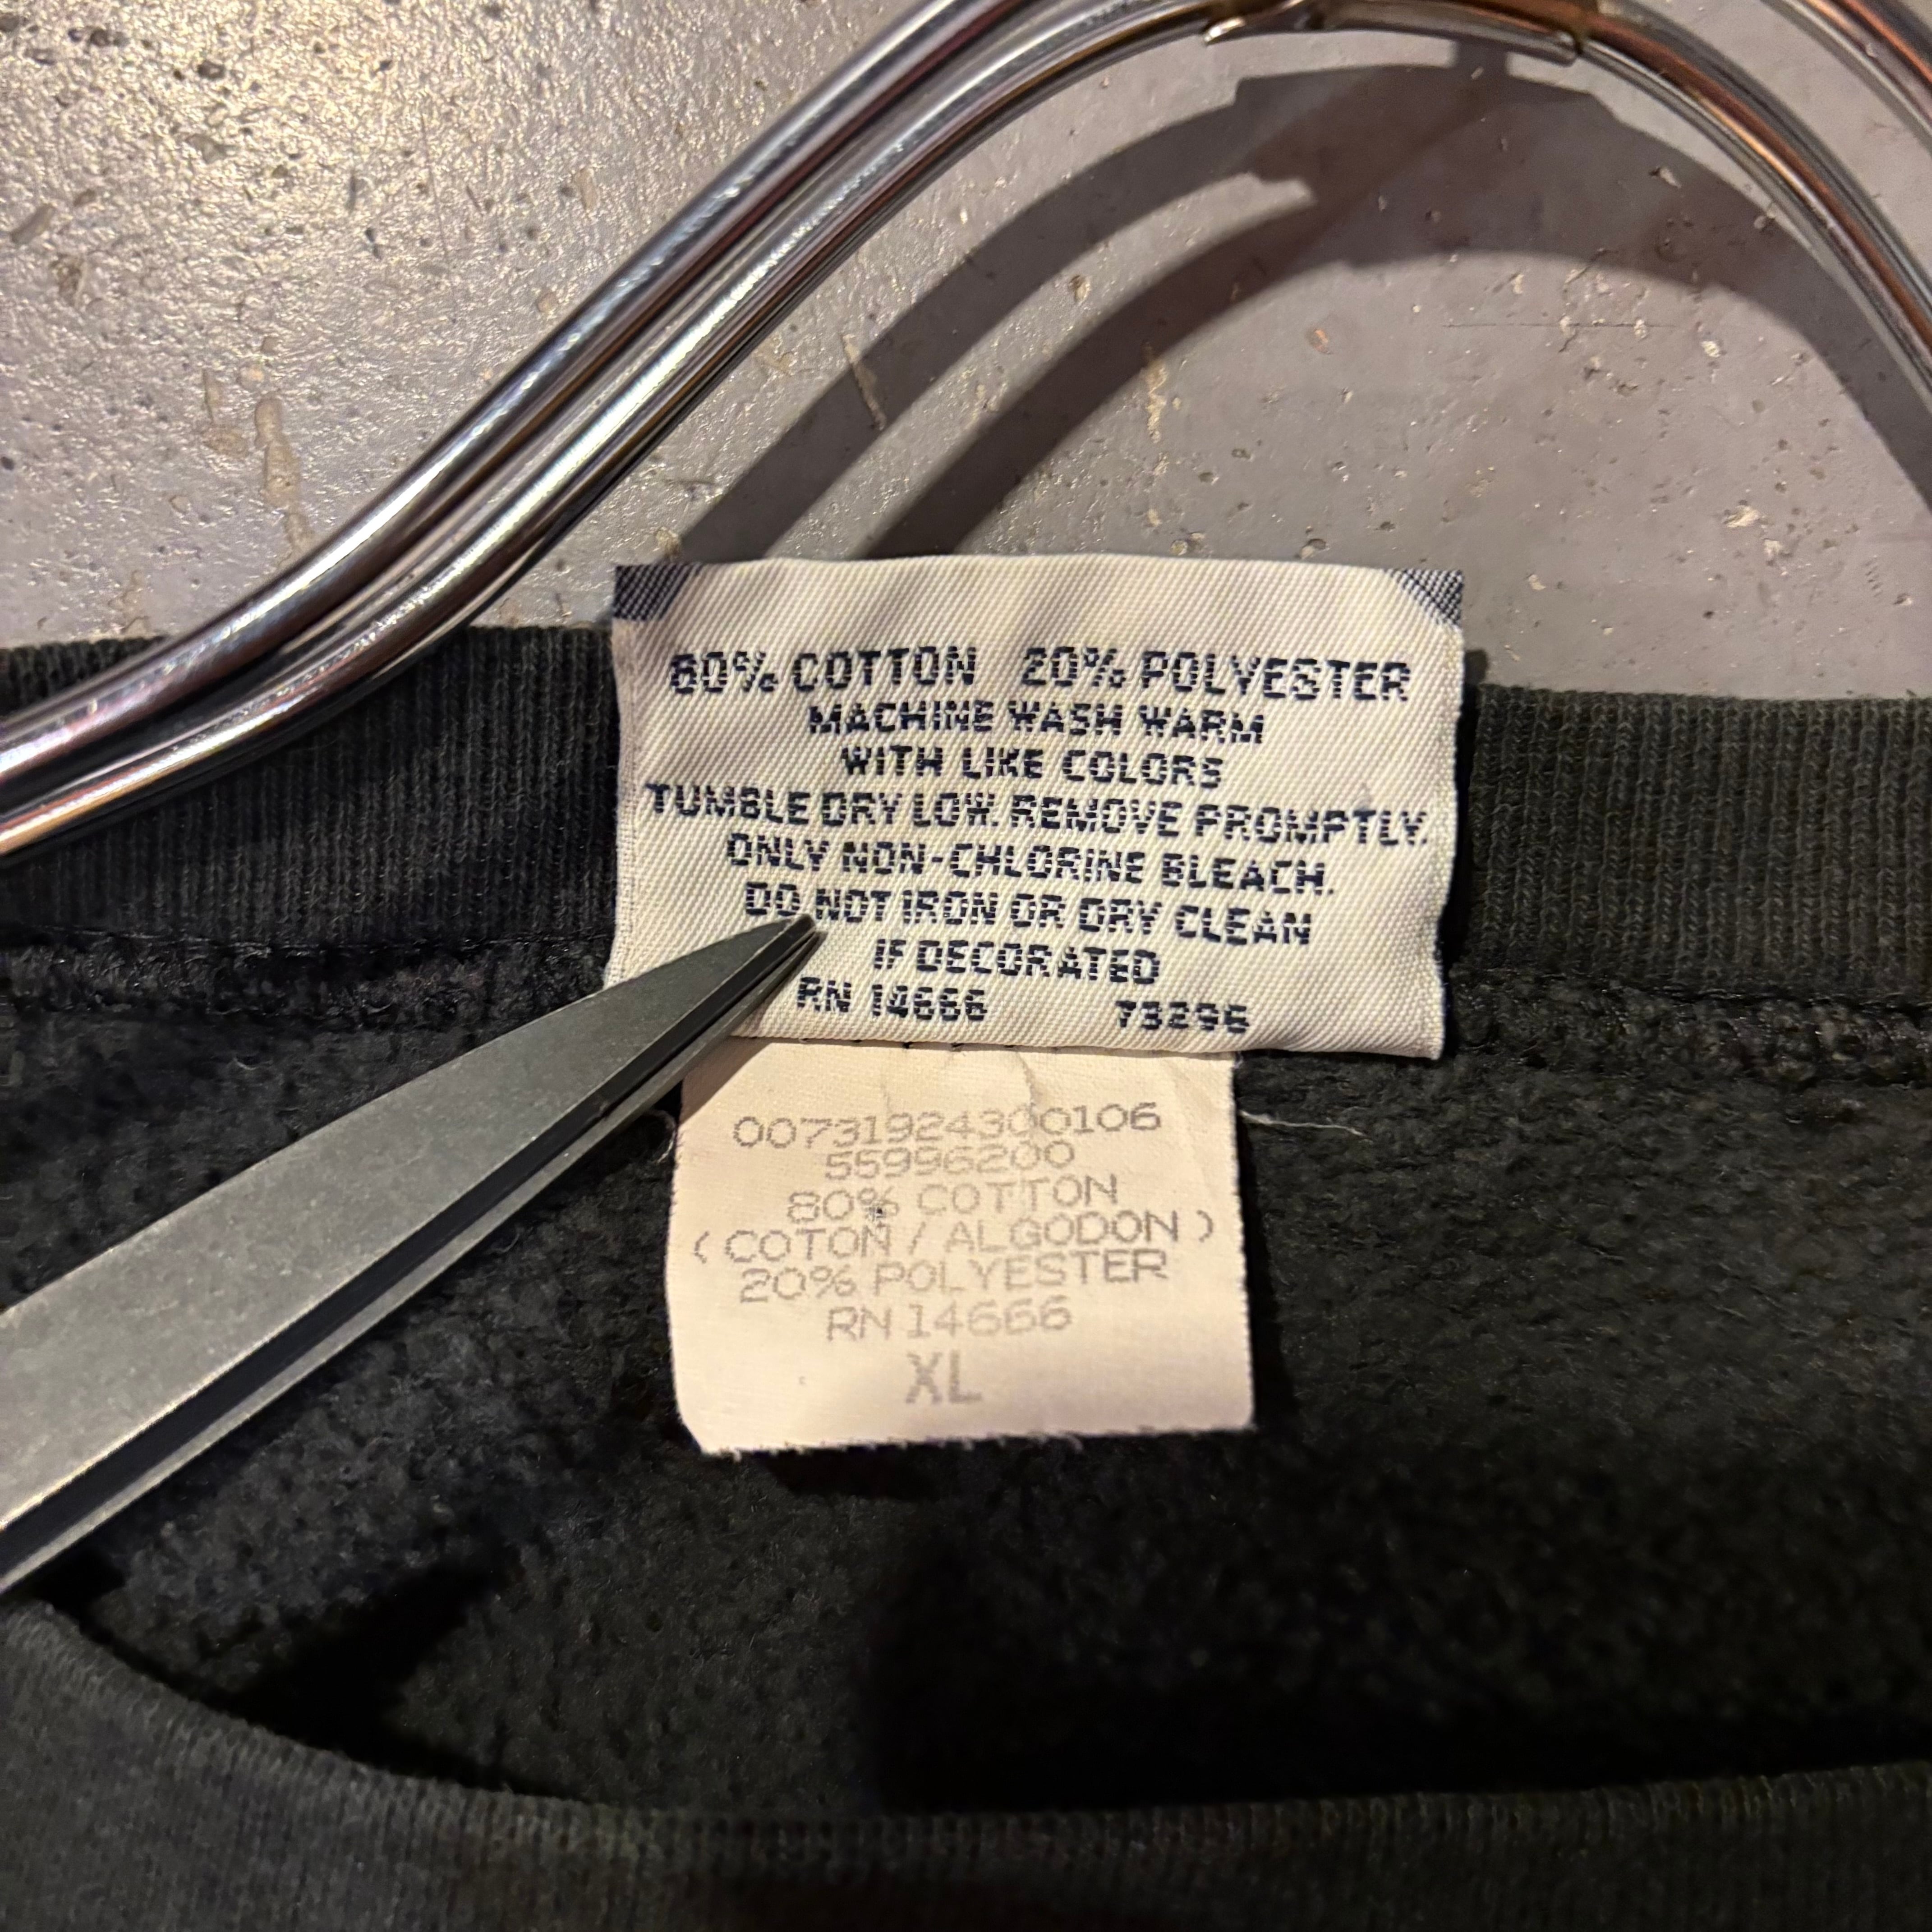 80% COTTON 20% POLYESTER
MACHINE WASH WARM
WITH LIKE COLORS
TUMBLE DRY LOW. REMOVE PROMPTLY.
ONLY NON-CHLORINE BLEACH.
DO NOT IRON OR DRY CLEAN
IF DECORATED
RN 14666 73296
00731924300106
55996200
80% COTTON
(COTON / ALGODON)
20% POLYESTER
RN 14666
XL